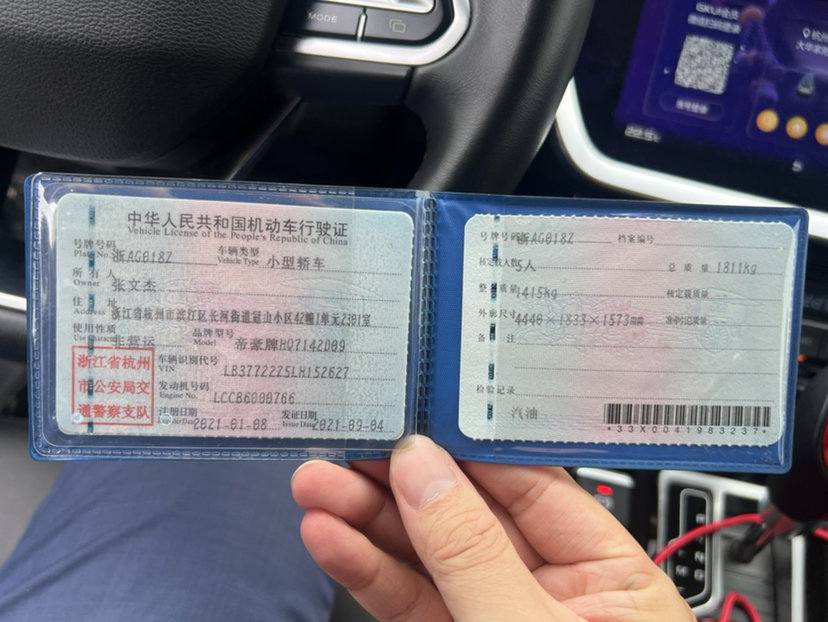 MODE
杭州
中华人民共和国机动车行驶证
Vehicle License of the People's Republic of China
号牌号码 浙AG018Z 车辆类型 小型轿车
Plate No. Vehicle Type
所有人 张文杰
Owner
住址 浙江省杭州市滨江区长河街道冠山小区42幢1单元2301室
Address
使用性质 非营运 品牌型号 帝豪牌HQ7142D09
Model
浙江省杭州
市公安局交
通警察支队
车辆识别代号
VIN LB37722Z5LH152627
发动机号码
Engine No. LCCB6000766
注册日期 2021-01-08 发证日期 2021-09-04
Issue Date
号牌号码 浙AG018Z 档案编号
核定载人数 5人 总质量 1811kg
整备质量 1415kg 核定载质量 --
外廓尺寸 4446×1833×1573mm 准牵引总质量 --
备注
检验记录
汽油
*33X0041983237*